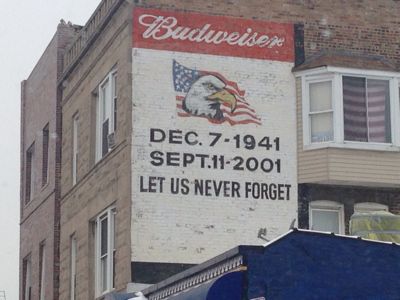 Budweiser
DEC. 7-1941
SEPT.11-2001
LET US NEVER FORGET